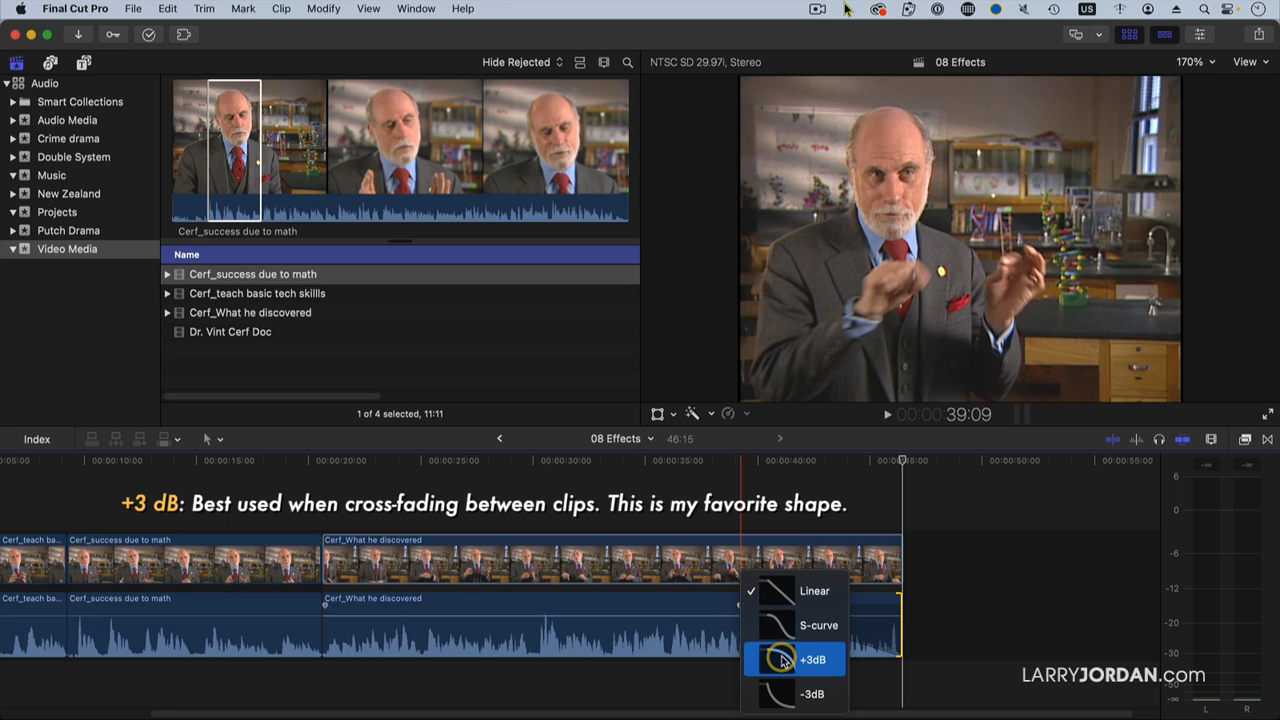 Final Cut Pro File Edit Trim Mark Clip Modify View Window Help US
Hide Rejected NTSC SD 29.97i, Stereo 08 Effects 170% View
Audio
Smart Collections
Audio Media
Crime drama
Double System
Music
New Zealand
Projects
Putch Drama
Video Media
Cerf_success due to math
Name
Cerf_success due to math
Cerf_teach basic tech skillls
Cerf_What he discovered
Dr. Vint Cerf Doc
1 of 4 selected, 11:11
00:00:00:39:09
Index 08 Effects 46:15
0:05:00 00:00:10:00 00:00:15:00 00:00:20:00 00:00:25:00 00:00:30:00 00:00:35:00 00:00:40:00 00:00:45:00 00:00:50:00 00:00:55:00
+3 dB: Best used when cross-fading between clips. This is my favorite shape.
Cerf_teach ba... Cerf_success due to math Cerf_What he discovered
Cerf_teach ba... Cerf_success due to math Cerf_What he discovered
Linear
S-curve
+3dB
-3dB
-∞ -∞
6
0
-6
-12
-20
-30
-50
-∞
L R
LARRYJORDAN.com